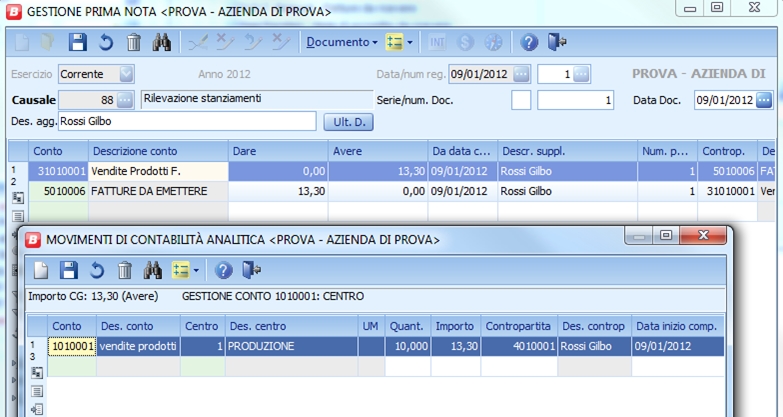 B GESTIONE PRIMA NOTA <PROVA - AZIENDA DI PROVA>
Documento INT
Esercizio Corrente Anno 2012 Data/num reg. 09/01/2012 ... 1 ... PROVA - AZIENDA DI
Causale 88 ... Rilevazione stanziamenti Serie/num. Doc. 1 Data Doc. 09/01/2012 ...
Des. agg. Rossi Gilbo Ult. D.
Conto Descrizione conto Dare Avere Da data c... Descr. suppl. Num. p... Controp. De
1 31010001 Vendite Prodotti F. 0,00 13,30 09/01/2012 Rossi Gilbo 1 5010006 FAT
2 5010006 FATTURE DA EMETTERE 13,30 0,00 09/01/2012 Rossi Gilbo 1 31010001 Ver
B MOVIMENTI DI CONTABILITÀ ANALITICA <PROVA - AZIENDA DI PROVA>
Importo CG: 13,30 (Avere) GESTIONE CONTO 1010001: CENTRO
Conto Des. conto Centro Des. centro UM Quant. Importo Contropartita Des. controp Data inizio comp.
1 1010001 vendite prodotti 1 PRODUZIONE 10,000 13,30 4010001 Rossi Gilbo 09/01/2012
3